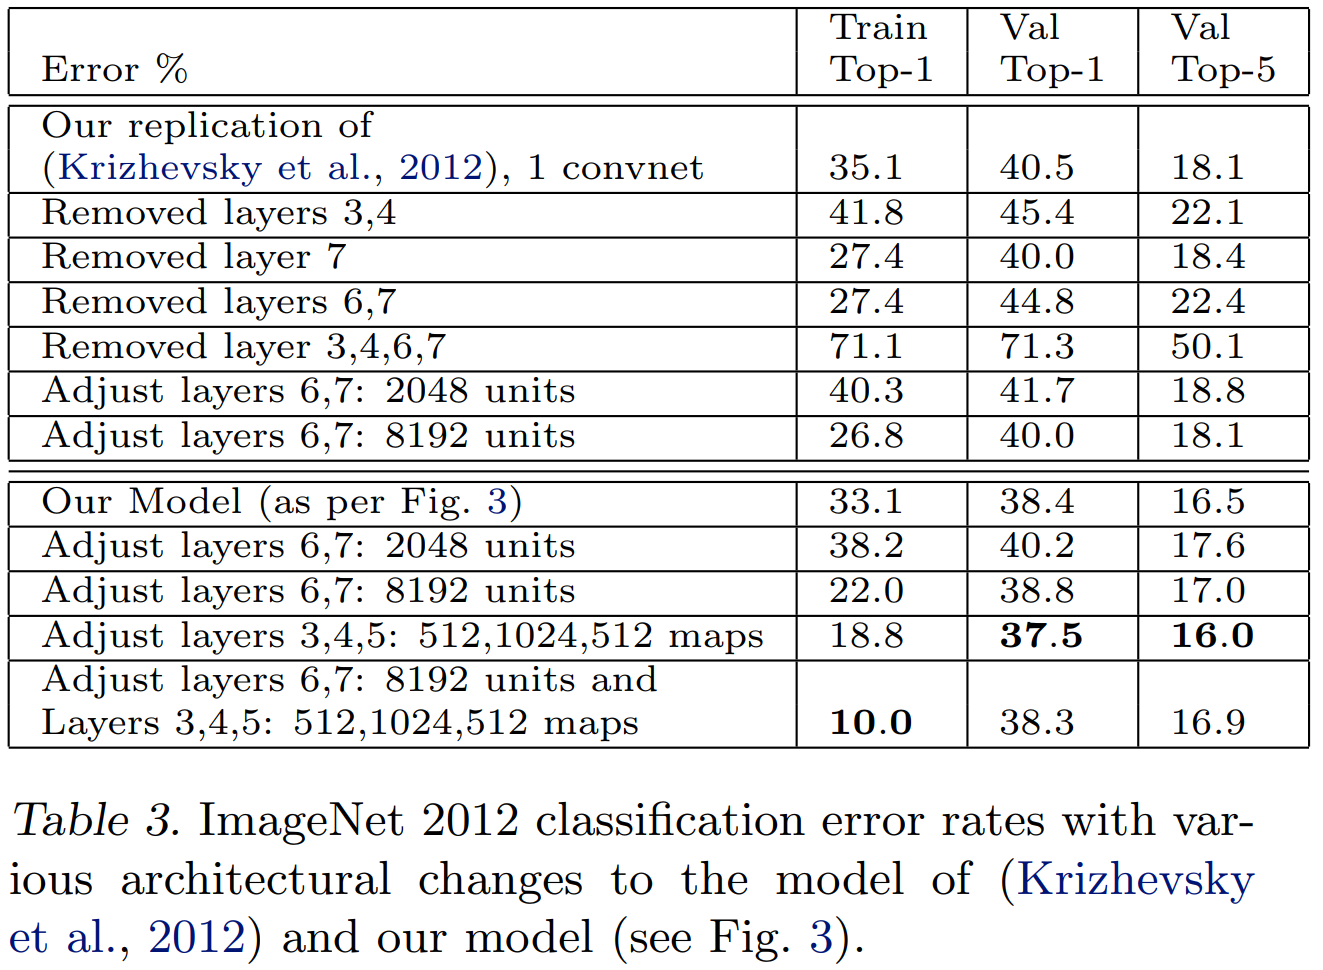 Error % Train Top-1 Val Top-1 Val Top-5
Our replication of
(Krizhevsky et al., 2012), 1 convnet 35.1 40.5 18.1
Removed layers 3,4 41.8 45.4 22.1
Removed layer 7 27.4 40.0 18.4
Removed layers 6,7 27.4 44.8 22.4
Removed layer 3,4,6,7 71.1 71.3 50.1
Adjust layers 6,7: 2048 units 40.3 41.7 18.8
Adjust layers 6,7: 8192 units 26.8 40.0 18.1
Our Model (as per Fig. 3) 33.1 38.4 16.5
Adjust layers 6,7: 2048 units 38.2 40.2 17.6
Adjust layers 6,7: 8192 units 22.0 38.8 17.0
Adjust layers 3,4,5: 512,1024,512 maps 18.8 37.5 16.0
Adjust layers 6,7: 8192 units and
Layers 3,4,5: 512,1024,512 maps 10.0 38.3 16.9
Table 3. ImageNet 2012 classification error rates with var-
ious architectural changes to the model of (Krizhevsky
et al., 2012) and our model (see Fig. 3).